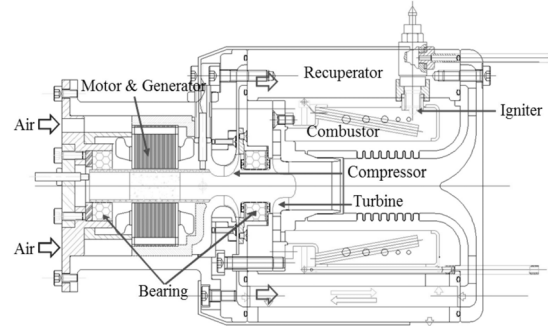 Recuperator
Motor & Generator
Igniter
Air
Combustor
Compressor
Turbine
Air
Bearing